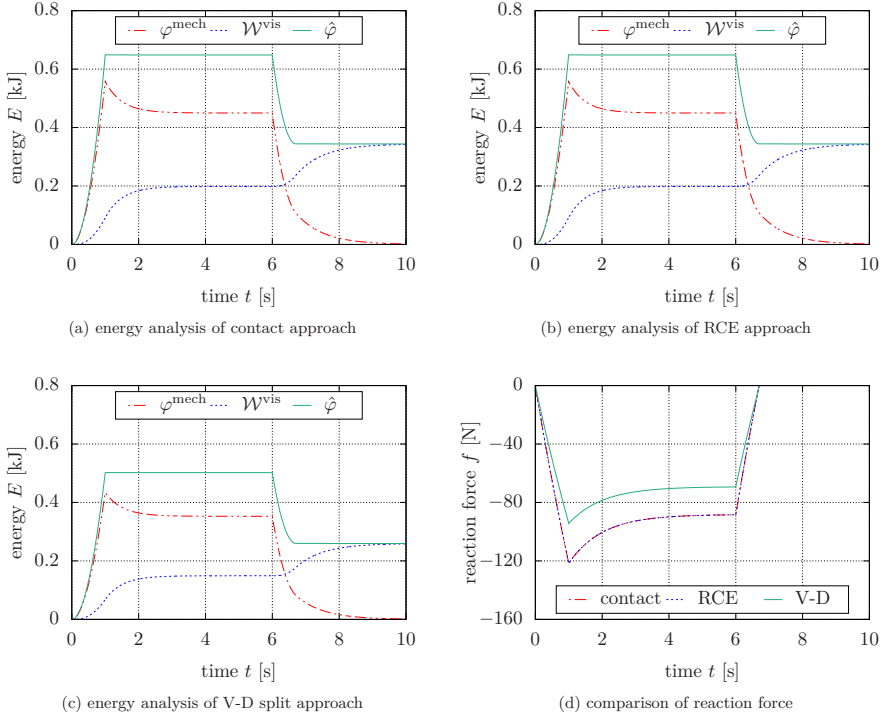 0.8
0.6
0.4
0.2
0
energy E [kJ]
φ^mech 𝒲^vis φ̂
0 2 4 6 8 10
time t [s]
(a) energy analysis of contact approach
0.8
0.6
0.4
0.2
0
energy E [kJ]
φ^mech 𝒲^vis φ̂
0 2 4 6 8 10
time t [s]
(b) energy analysis of RCE approach
0.8
0.6
0.4
0.2
0
energy E [kJ]
φ^mech 𝒲^vis φ̂
0 2 4 6 8 10
time t [s]
(c) energy analysis of V-D split approach
0
−40
−80
−120
−160
reaction force f [N]
contact RCE V-D
0 2 4 6 8 10
time t [s]
(d) comparison of reaction force